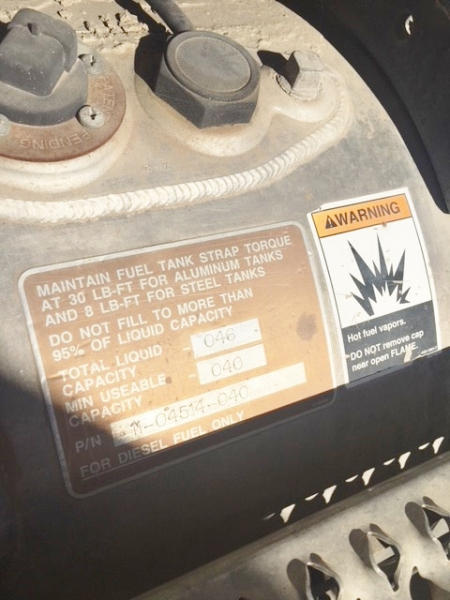 SENDING
MAINTAIN FUEL TANK STRAP TORQUE
AT 30 LB-FT FOR ALUMINUM TANKS
AND 8 LB-FT FOR STEEL TANKS
DO NOT FILL TO MORE THAN
95% OF LIQUID CAPACITY
TOTAL LIQUID
CAPACITY 046
MIN USEABLE
CAPACITY 040
P/N 11-04514-040
FOR DIESEL FUEL ONLY
WARNING
Hot fuel vapors.
DO NOT remove cap
near open FLAME.